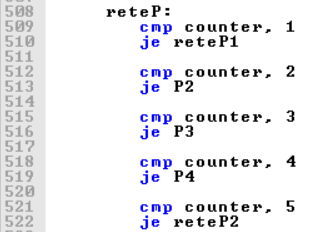 508 reteP:
509 cmp counter, 1
510 je reteP1
511
512 cmp counter, 2
513 je P2
514
515 cmp counter, 3
516 je P3
517
518 cmp counter, 4
519 je P4
520
521 cmp counter, 5
522 je reteP2